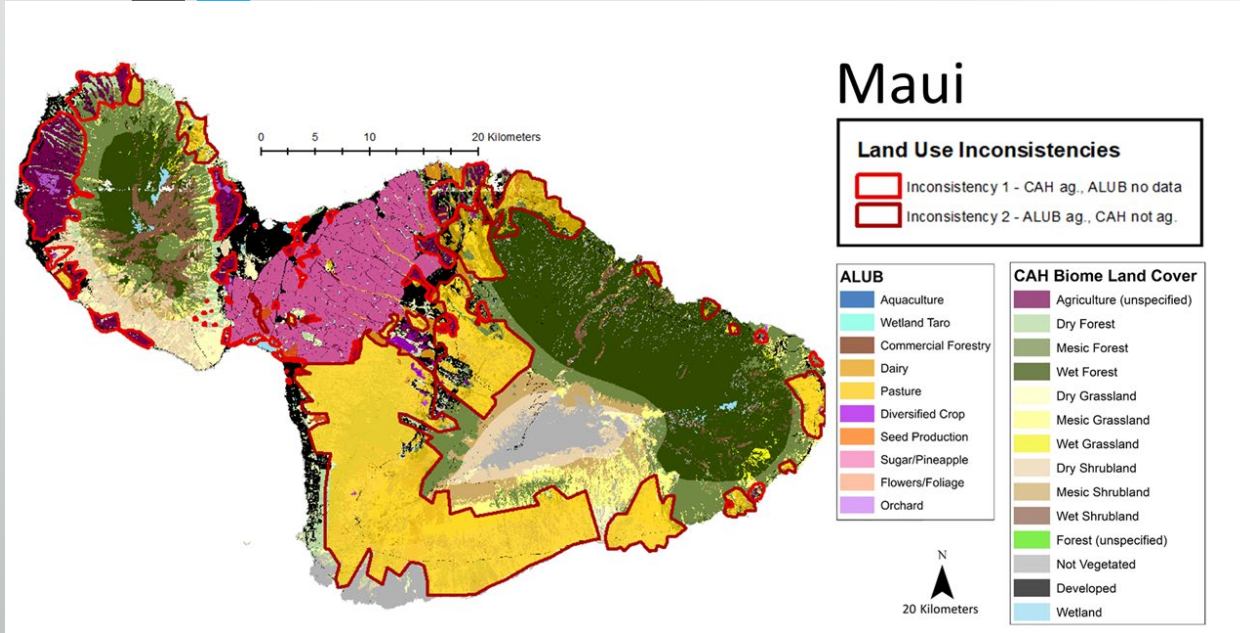 Maui
0 5 10 20 Kilometers
Land Use Inconsistencies
Inconsistency 1 - CAH ag., ALUB no data
Inconsistency 2 - ALUB ag., CAH not ag.
ALUB
Aquaculture
Wetland Taro
Commercial Forestry
Dairy
Pasture
Diversified Crop
Seed Production
Sugar/Pineapple
Flowers/Foliage
Orchard
CAH Biome Land Cover
Agriculture (unspecified)
Dry Forest
Mesic Forest
Wet Forest
Dry Grassland
Mesic Grassland
Wet Grassland
Dry Shrubland
Mesic Shrubland
Wet Shrubland
Forest (unspecified)
Not Vegetated
Developed
Wetland
N
20 Kilometers